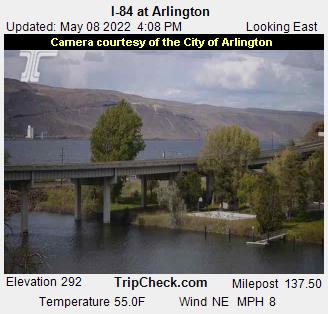 I-84 at Arlington
Updated: May 08 2022 4:08 PM Looking East
Camera courtesy of the City of Arlington
Elevation 292 TripCheck.com Milepost 137.50
Temperature 55.0F Wind NE MPH 8